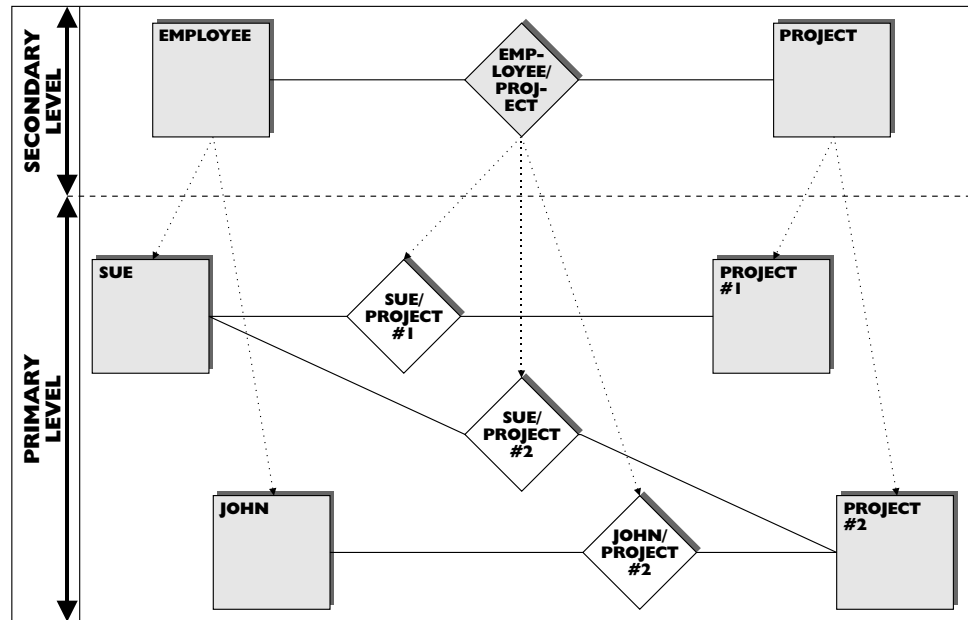 SECONDARY
LEVEL
EMPLOYEE
EMP-
LOYEE/
PROJ-
ECT
PROJECT
PRIMARY
LEVEL
SUE
SUE/
PROJECT
#1
PROJECT
#1
SUE/
PROJECT
#2
JOHN
JOHN/
PROJECT
#2
PROJECT
#2